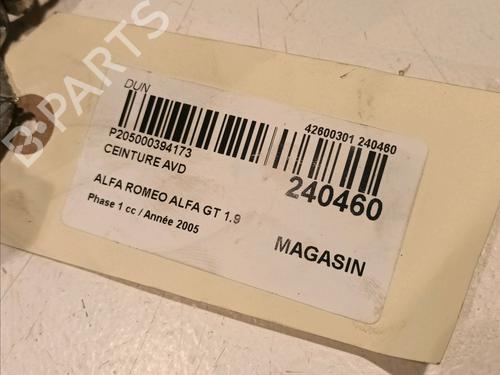 B-PARTS
DUN
42600301 240460
P205000394173
CEINTURE AVD
240460
ALFA ROMEO ALFA GT 1.9
Phase 1 cc / Année 2005
MAGASIN